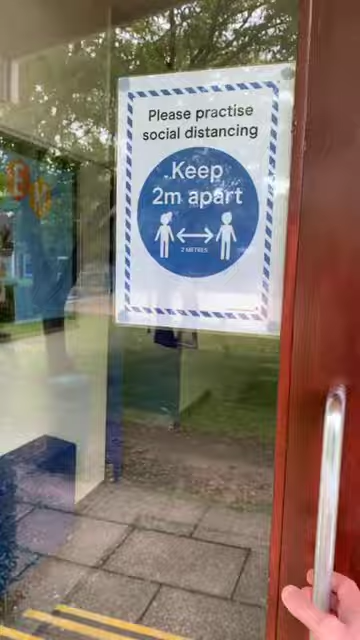 Please practise
social distancing
Keep
2m apart
2 METRES